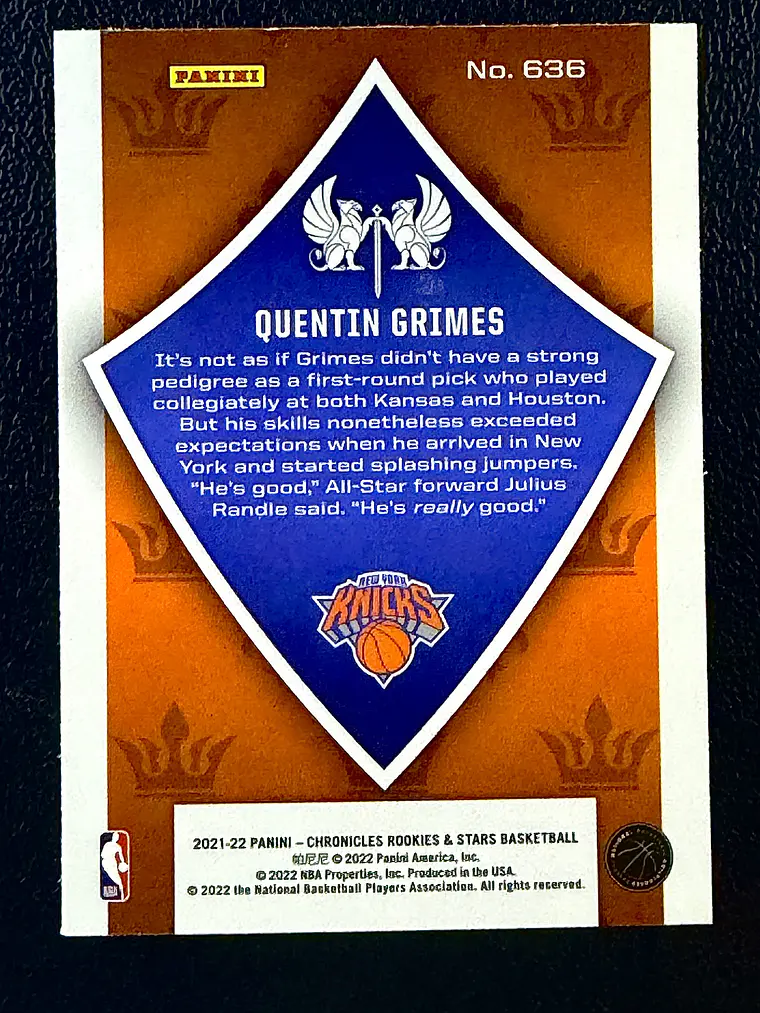 PANINI
No. 636
QUENTIN GRIMES
It's not as if Grimes didn't have a strong
pedigree as a first-round pick who played
collegiately at both Kansas and Houston.
But his skills nonetheless exceeded
expectations when he arrived in New
York and started splashing jumpers.
"He's good," All-Star forward Julius
Randle said. "He's really good."
NEW YORK
KNICKS
2021-22 PANINI – CHRONICLES ROOKIES & STARS BASKETBALL
帕尼尼 © 2022 Panini America, Inc.
© 2022 NBA Properties, Inc. Produced in the USA.
© 2022 the National Basketball Players Association. All rights reserved.
NBA